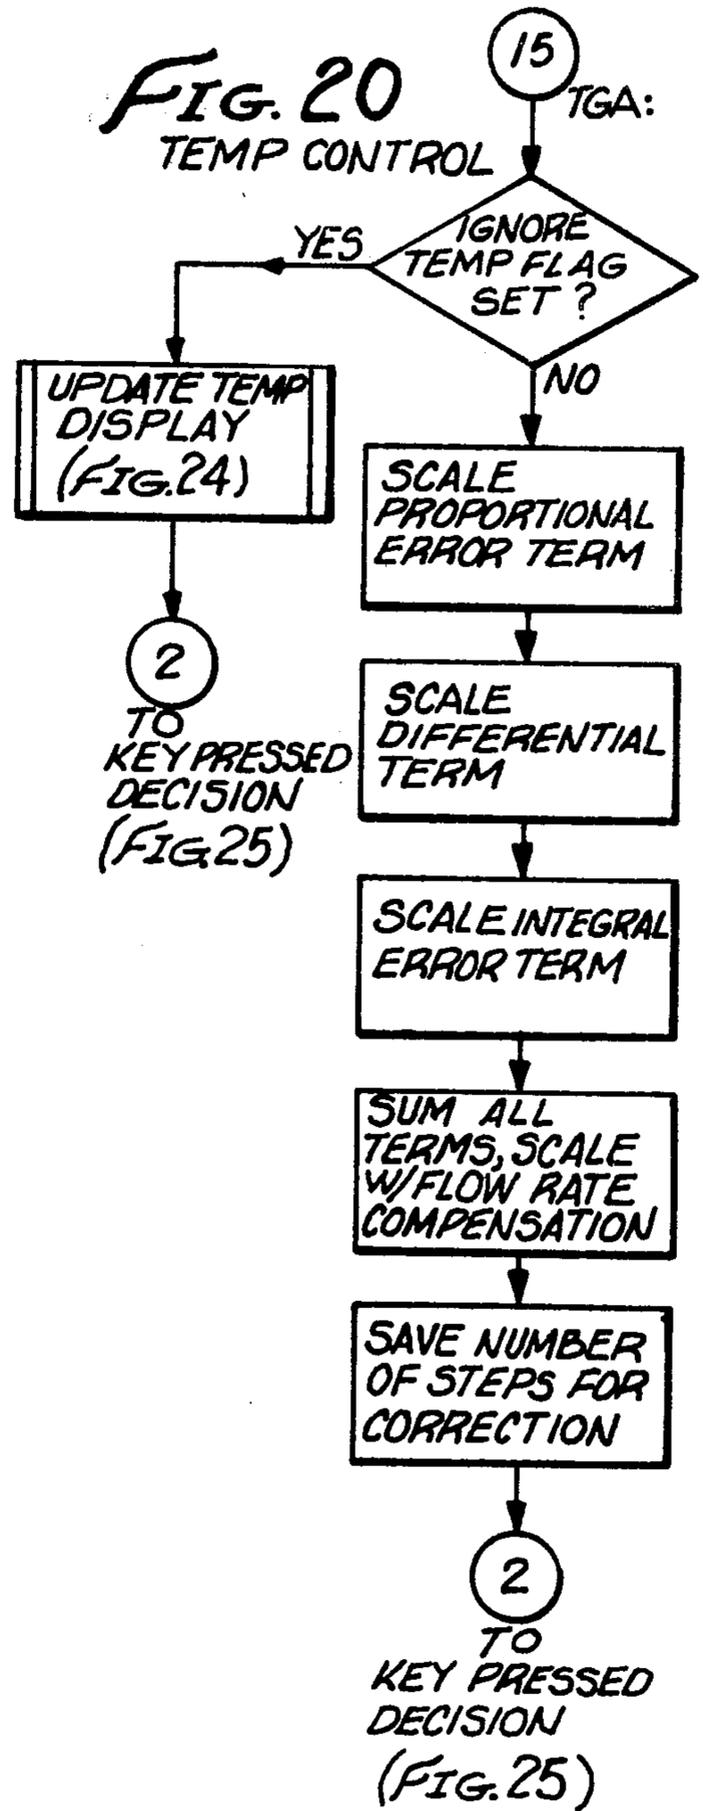 15
FIG. 20
TGA:
TEMP CONTROL
IGNORE
TEMP FLAG
SET ?
YES
NO
UPDATE TEMP
DISPLAY
(FIG.24)
2
TO
KEY PRESSED
DECISION
(FIG.25)
SCALE
PROPORTIONAL
ERROR TERM
SCALE
DIFFERENTIAL
TERM
SCALE INTEGRAL
ERROR TERM
SUM ALL
TERMS, SCALE
W/FLOW RATE
COMPENSATION
SAVE NUMBER
OF STEPS FOR
CORRECTION
2
TO
KEY PRESSED
DECISION
(FIG.25)